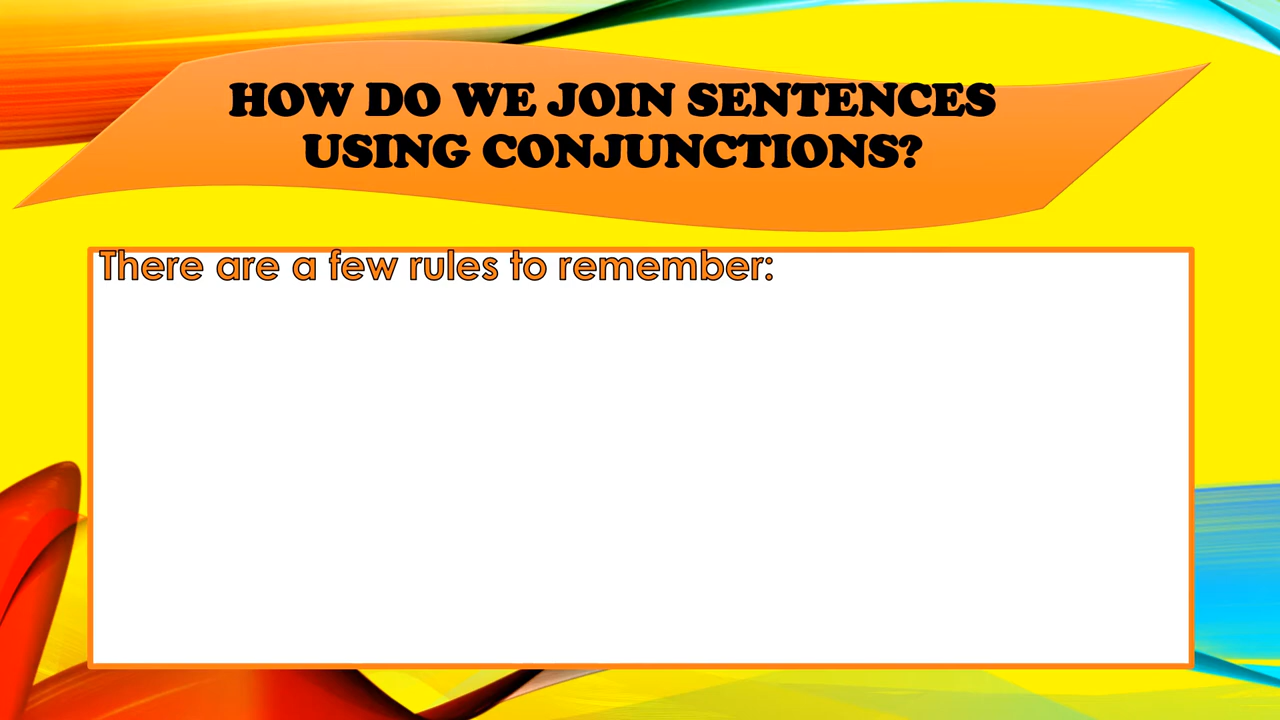 HOW DO WE JOIN SENTENCES
USING CONJUNCTIONS?
There are a few rules to remember: